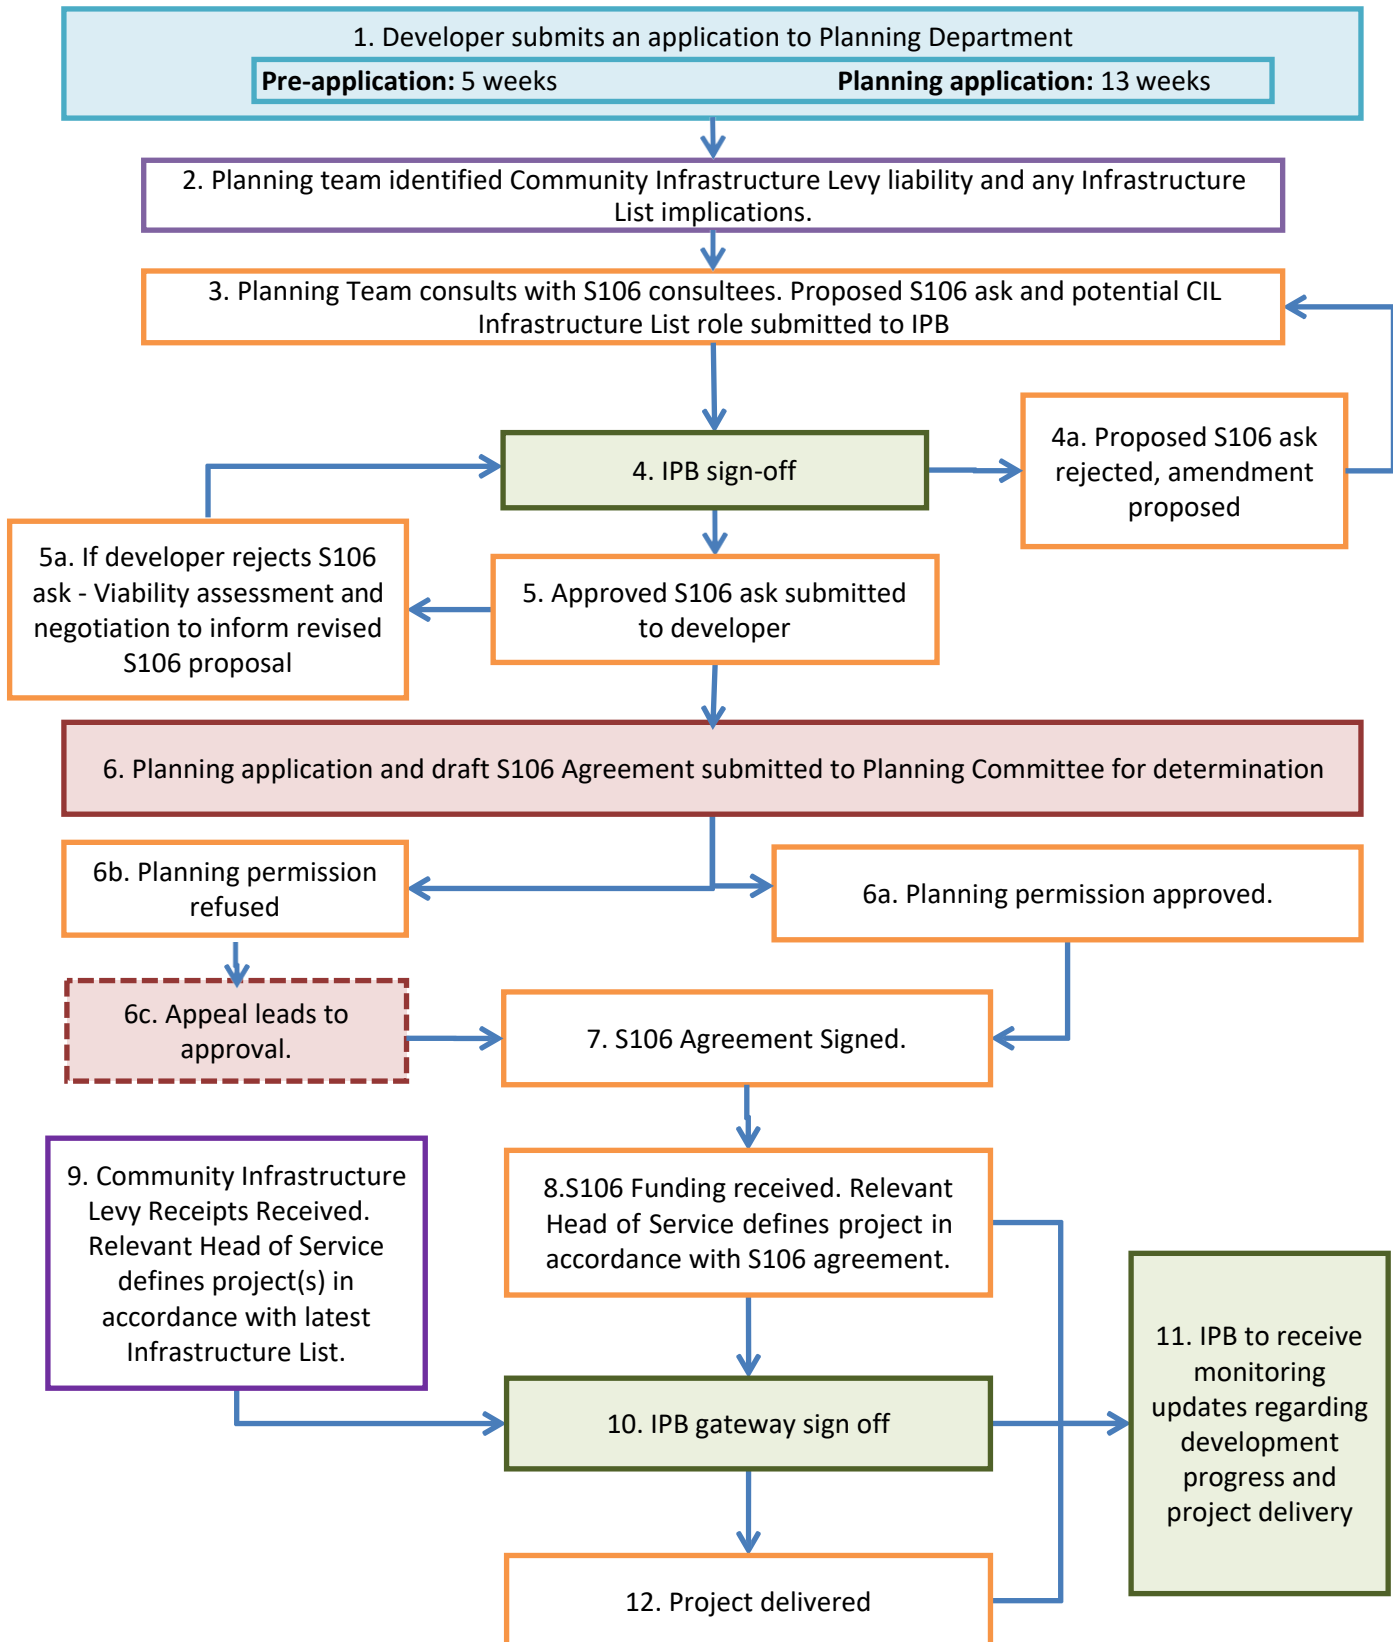 1. Developer submits an application to Planning Department
Pre-application: 5 weeks Planning application: 13 weeks
2. Planning team identified Community Infrastructure Levy liability and any Infrastructure
List implications.
3. Planning Team consults with S106 consultees. Proposed S106 ask and potential CIL
Infrastructure List role submitted to IPB
4. IPB sign-off
4a. Proposed S106 ask
rejected, amendment
proposed
5a. If developer rejects S106
ask - Viability assessment and
negotiation to inform revised
S106 proposal
5. Approved S106 ask submitted
to developer
6. Planning application and draft S106 Agreement submitted to Planning Committee for determination
6b. Planning permission
refused
6a. Planning permission approved.
6c. Appeal leads to
approval.
7. S106 Agreement Signed.
9. Community Infrastructure
Levy Receipts Received.
Relevant Head of Service
defines project(s) in
accordance with latest
Infrastructure List.
8.S106 Funding received. Relevant
Head of Service defines project in
accordance with S106 agreement.
10. IPB gateway sign off
11. IPB to receive
monitoring
updates regarding
development
progress and
project delivery
12. Project delivered